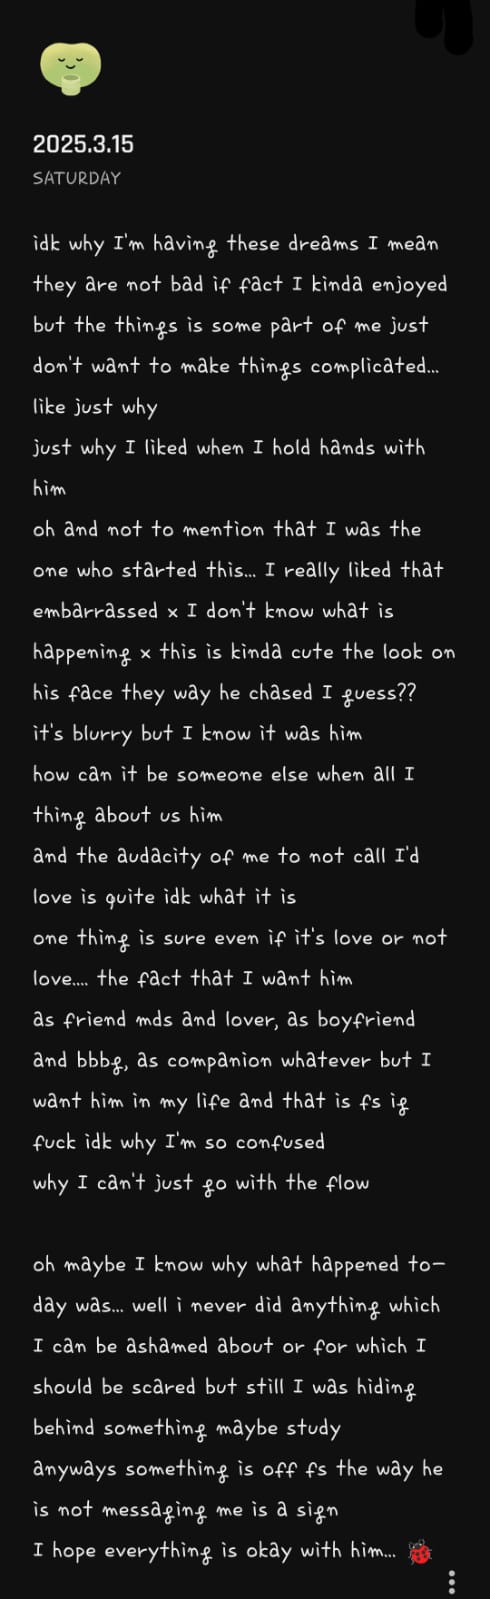 2025.3.15
SATURDAY
idk why I'm having these dreams I mean
they are not bad if fact I kinda enjoyed
but the things is some part of me just
don't want to make things complicated...
like just why
just why I liked when I hold hands with
him
oh and not to mention that I was the
one who started this... I really liked that
embarrassed x I don't know what is
happening x this is kinda cute the look on
his face they way he chased I guess??
it's blurry but I know it was him
how can it be someone else when all I
thing about us him
and the audacity of me to not call I'd
love is quite idk what it is
one thing is sure even if it's love or not
love.... the fact that I want him
as friend mds and lover, as boyfriend
and bbbg, as companion whatever but I
want him in my life and that is fs ig
fuck idk why I'm so confused
why I can't just go with the flow
oh maybe I know why what happened to-
day was... well i never did anything which
I can be ashamed about or for which I
should be scared but still I was hiding
behind something maybe study
anyways something is off fs the way he
is not messaging me is a sign
I hope everything is okay with him... 🐞